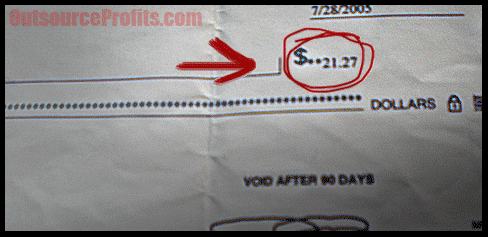 OutsourceProfits.com
7/28/2005
$**21.27
DOLLARS
VOID AFTER 90 DAYS